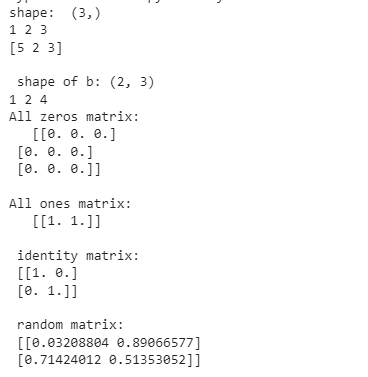 shape:  (3,)
1 2 3
[5 2 3]
shape of b: (2, 3)
1 2 4
All zeros matrix:
[[0. 0. 0.]
[0. 0. 0.]
[0. 0. 0.]]
All ones matrix:
[[1. 1.]]
identity matrix:
[[1. 0.]
[0. 1.]]
random matrix:
[[0.03208804 0.89066577]
[0.71424012 0.51353052]]